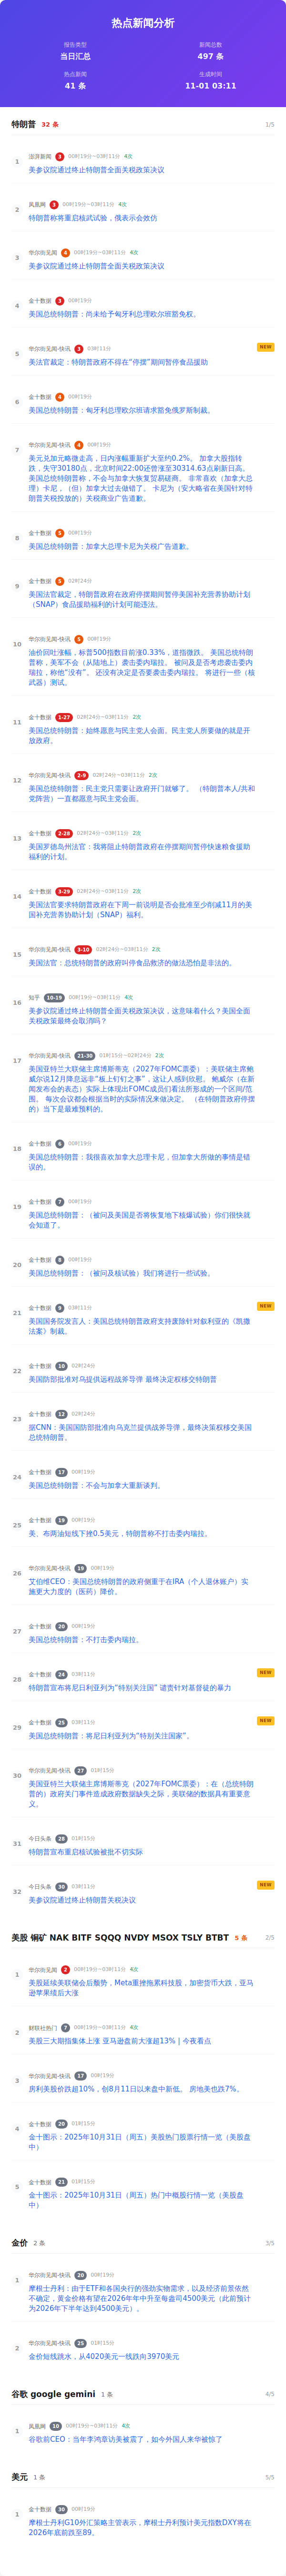 热点新闻分析
报告类型
新闻总数
当日汇总
497 条
热点新闻
生成时间
41 条
11-01 03:11
特朗普 32 条 1/5
1
澎湃新闻 3 00时19分~03时11分 4次
美参议院通过终止特朗普全面关税政策决议
2
凤凰网 3 00时19分~03时11分 4次
特朗普称将重启核武试验，俄表示会效仿
3
华尔街见闻 4 00时19分~03时11分 4次
美参议院通过终止特朗普全面关税政策决议
4
金十数据 3 00时19分
美国总统特朗普：尚未给予匈牙利总理欧尔班豁免权。
5
华尔街见闻-快讯 3 03时11分 NEW
美法官裁定：特朗普政府不得在“停摆”期间暂停食品援助
6
金十数据 4 00时19分
美国总统特朗普：匈牙利总理欧尔班请求豁免俄罗斯制裁。
7
华尔街见闻-快讯 4 00时19分
美元兑加元略微走高，日内涨幅重新扩大至约0.2%。 加拿大股指转
跌，失守30180点，北京时间22:00还曾涨至30314.63点刷新日高。
美国总统特朗普称，不会与加拿大恢复贸易磋商。 非常喜欢（加拿大总
理）卡尼，（但）加拿大过去做错了。 卡尼为（安大略省在美国针对特
朗普关税投放的）关税商业广告道歉。
8
金十数据 5 00时19分
美国总统特朗普：加拿大总理卡尼为关税广告道歉。
9
金十数据 5 02时24分
美国法官裁定，特朗普政府在政府停摆期间暂停美国补充营养协助计划
（SNAP）食品援助福利的计划可能违法。
10
华尔街见闻-快讯 5 00时19分
油价回吐涨幅，标普500指数目前涨0.33%，道指微跌。 美国总统特朗
普称，美军不会（从陆地上）袭击委内瑞拉。 被问及是否考虑袭击委内
瑞拉，称他“没有”。 还没有决定是否要袭击委内瑞拉。 将进行一些（核
武器）测试。
11
金十数据 1-27 02时24分~03时11分 2次
美国总统特朗普：始终愿意与民主党人会面。民主党人所要做的就是开
放政府。
12
华尔街见闻-快讯 2-9 02时24分~03时11分 2次
美国总统特朗普：民主党只需要让政府开门就够了。 （特朗普本人/共和
党阵营）一直都愿意与民主党会面。
13
金十数据 2-28 02时24分~03时11分 2次
美国罗德岛州法官：我将阻止特朗普政府在停摆期间暂停快速粮食援助
福利的计划。
14
金十数据 3-29 02时24分~03时11分 2次
美国法官要求特朗普政府在下周一前说明是否会批准至少削减11月的美
国补充营养协助计划（SNAP）福利。
15
华尔街见闻-快讯 3-10 02时24分~03时11分 2次
美国法官：总统特朗普的政府叫停食品救济的做法恐怕是非法的。
16
知乎 10-19 00时19分~03时11分 4次
参议院通过终止特朗普全面关税政策决议，这意味着什么？美国全面
关税政策最终会取消吗？
17
华尔街见闻-快讯 21-30 01时15分~02时24分 2次
美国亚特兰大联储主席博斯蒂克（2027年FOMC票委）：美联储主席鲍
威尔说12月降息远非“板上钉钉之事”，这让人感到欣慰。 鲍威尔（在新
闻发布会的表态）实际上体现出FOMC成员们看法所形成的一个区间/范
围。 每次会议都会根据当时的实际情况来做决定。 （在特朗普政府停摆
的）当下是最难预料的。
18
金十数据 6 00时19分
美国总统特朗普：我很喜欢加拿大总理卡尼，但加拿大所做的事情是错
误的。
19
金十数据 7 00时19分
美国总统特朗普：（被问及美国是否将恢复地下核爆试验）你们很快就
会知道了。
20
金十数据 8 00时19分
美国总统特朗普：（被问及核试验）我们将进行一些试验。
21
金十数据 9 03时11分 NEW
美国国务院发言人：美国总统特朗普政府支持废除针对叙利亚的《凯撒
法案》制裁。
22
金十数据 10 02时24分
美国防部批准对乌提供远程战斧导弹 最终决定权移交特朗普
23
金十数据 12 02时24分
据CNN：美国国防部批准向乌克兰提供战斧导弹，最终决策权移交美国
总统特朗普。
24
金十数据 17 00时19分
美国总统特朗普：不会与加拿大重新谈判。
25
金十数据 19 00时19分
美、布两油短线下挫0.5美元，特朗普称不打击委内瑞拉。
26
华尔街见闻-快讯 19 00时19分
艾伯维CEO：美国总统特朗普的政府侧重于在IRA（个人退休账户）实
施更大力度的（医药）降价。
27
金十数据 20 00时19分
美国总统特朗普：不打击委内瑞拉。
28
金十数据 24 03时11分 NEW
特朗普宣布将尼日利亚列为“特别关注国” 谴责针对基督徒的暴力
29
金十数据 25 03时11分 NEW
美国总统特朗普：将尼日利亚列为“特别关注国家”。
30
华尔街见闻-快讯 27 01时15分
美国亚特兰大联储主席博斯蒂克（2027年FOMC票委）：在（总统特朗
普的）政府关门事件造成政府数据缺失之际，美联储的数据具有重要意
义。
31
今日头条 28 01时15分
特朗普宣布重启核试验被批不切实际
32
今日头条 30 03时11分 NEW
美参议院通过终止特朗普关税决议
美股 铜矿 NAK BITF SQQQ NVDY MSOX TSLY BTBT 5 条 2/5
1
华尔街见闻 2 00时19分~03时11分 4次
美股延续美联储会后颓势，Meta重挫拖累科技股，加密货币大跌，亚马
逊苹果绩后大涨
2
财联社热门 7 00时19分~03时11分 4次
美股三大期指集体上涨 亚马逊盘前大涨超13%丨今夜看点
3
华尔街见闻-快讯 17 00时19分
房利美股价跌超10%，创8月11日以来盘中新低。 房地美也跌7%。
4
金十数据 20 01时15分
金十图示：2025年10月31日（周五）美股热门股票行情一览（美股盘
中）
5
金十数据 21 01时15分
金十图示：2025年10月31日（周五）热门中概股行情一览（美股盘
中）
金价 2 条 3/5
1
华尔街见闻-快讯 20 00时19分
摩根士丹利：由于ETF和各国央行的强劲实物需求，以及经济前景依然
不确定，黄金价格有望在2026年年中升至每盎司4500美元（此前预计
为2026年下半年达到4500美元）。
2
华尔街见闻-快讯 25 01时15分
金价短线跳水，从4020美元一线跌向3970美元
谷歌 google gemini 1 条 4/5
1
凤凰网 10 00时19分~03时11分 4次
谷歌前CEO：当年李鸿章访美被震了，如今外国人来华被惊了
美元 1 条 5/5
1
金十数据 30 00时19分
摩根士丹利G10外汇策略主管表示，摩根士丹利预计美元指数DXY将在
2026年底前跌至89。